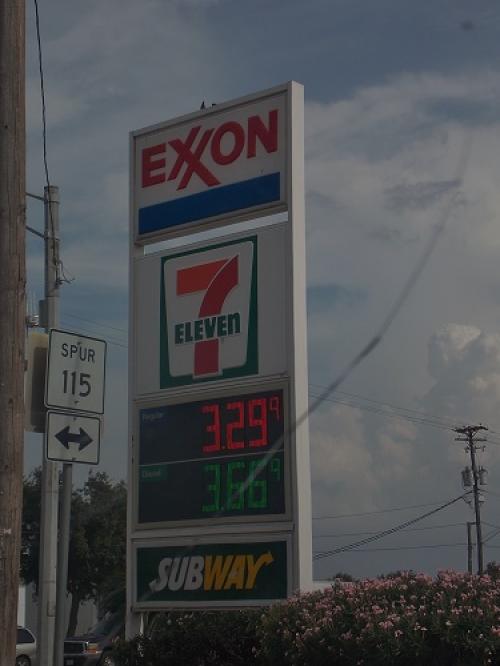 EXXON
7
ELEVEn
SPUR
115
Regular
3.29 9
Diesel
3.66 9
SUBWAY